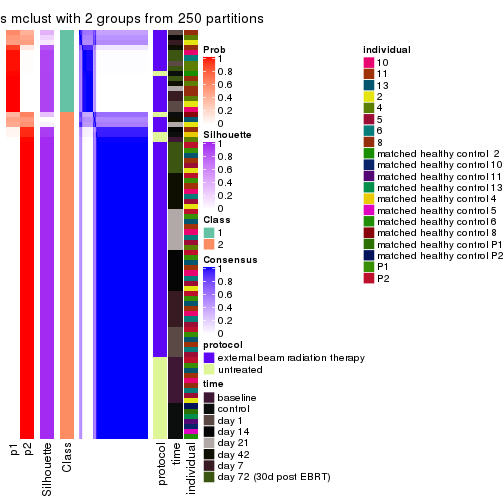 s mclust with 2 groups from 250 partitions
Prob
1
0.8
0.6
0.4
0.2
0
Silhouette
1
0.8
0.6
0.4
0.2
0
Class
1
2
Consensus
1
0.8
0.6
0.4
0.2
0
protocol
external beam radiation therapy
untreated
time
baseline
control
day 1
day 14
day 21
day 42
day 7
day 72 (30d post EBRT)
individual
10
11
13
2
4
5
6
8
matched healthy control  2
matched healthy control 10
matched healthy control 11
matched healthy control 13
matched healthy control 4
matched healthy control 5
matched healthy control 6
matched healthy control 8
matched healthy control P1
matched healthy control P2
P1
P2
p1
p2
Silhouette
Class
protocol
time
individual